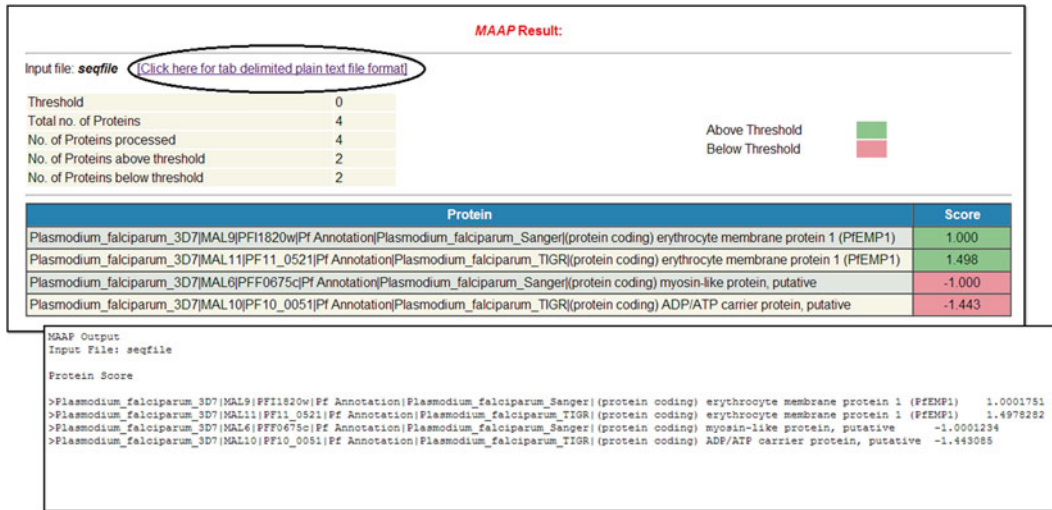 MAAP Result:
Input file: seqfile [Click here for tab delimited plain text file format]
Threshold 0
Total no. of Proteins 4
No. of Proteins processed 4
No. of Proteins above threshold 2
No. of Proteins below threshold 2
Above Threshold
Below Threshold
Protein Score
Plasmodium_falciparum_3D7|MAL9|PFI1820w|Pf Annotation|Plasmodium_falciparum_Sanger|(protein coding) erythrocyte membrane protein 1 (PfEMP1) 1.000
Plasmodium_falciparum_3D7|MAL11|PF11_0521|Pf Annotation|Plasmodium_falciparum_TIGR|(protein coding) erythrocyte membrane protein 1 (PfEMP1) 1.498
Plasmodium_falciparum_3D7|MAL6|PFF0675c|Pf Annotation|Plasmodium_falciparum_Sanger|(protein coding) myosin-like protein, putative -1.000
Plasmodium_falciparum_3D7|MAL10|PF10_0051|Pf Annotation|Plasmodium_falciparum_TIGR|(protein coding) ADP/ATP carrier protein, putative -1.443
MAAP Output
Input File: seqfile
Protein Score
>Plasmodium_falciparum_3D7|MAL9|PFI1820w|Pf Annotation|Plasmodium_falciparum_Sanger|(protein coding) erythrocyte membrane protein 1 (PfEMP1) 1.0001751
>Plasmodium_falciparum_3D7|MAL11|PF11_0521|Pf Annotation|Plasmodium_falciparum_TIGR|(protein coding) erythrocyte membrane protein 1 (PfEMP1) 1.4978282
>Plasmodium_falciparum_3D7|MAL6|PFF0675c|Pf Annotation|Plasmodium_falciparum_Sanger|(protein coding) myosin-like protein, putative -1.0001234
>Plasmodium_falciparum_3D7|MAL10|PF10_0051|Pf Annotation|Plasmodium_falciparum_TIGR|(protein coding) ADP/ATP carrier protein, putative -1.443085